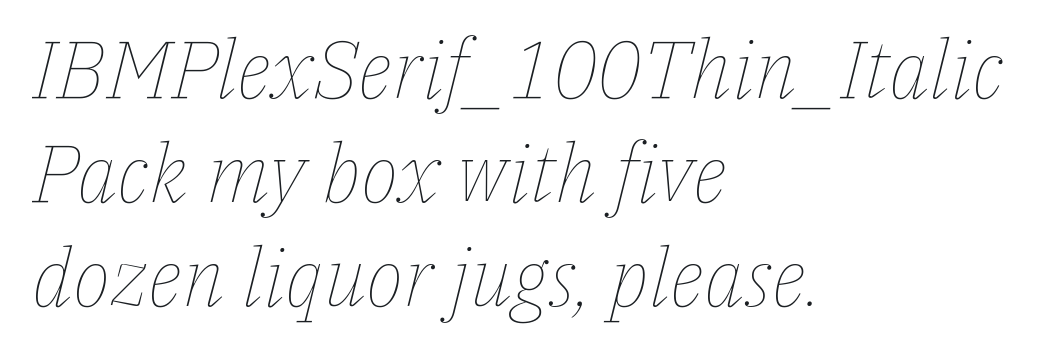 IBMPlexSerif_100Thin_Italic
Pack my box with five
dozen liquor jugs, please.